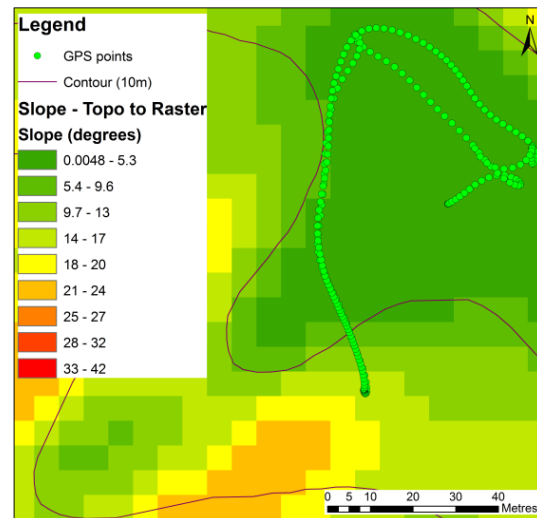 Legend
GPS points
Contour (10m)
Slope - Topo to Raster
Slope (degrees)
0.0048 - 5.3
5.4 - 9.6
9.7 - 13
14 - 17
18 - 20
21 - 24
25 - 27
28 - 32
33 - 42
N
0 5 10 20 30 40
Metres